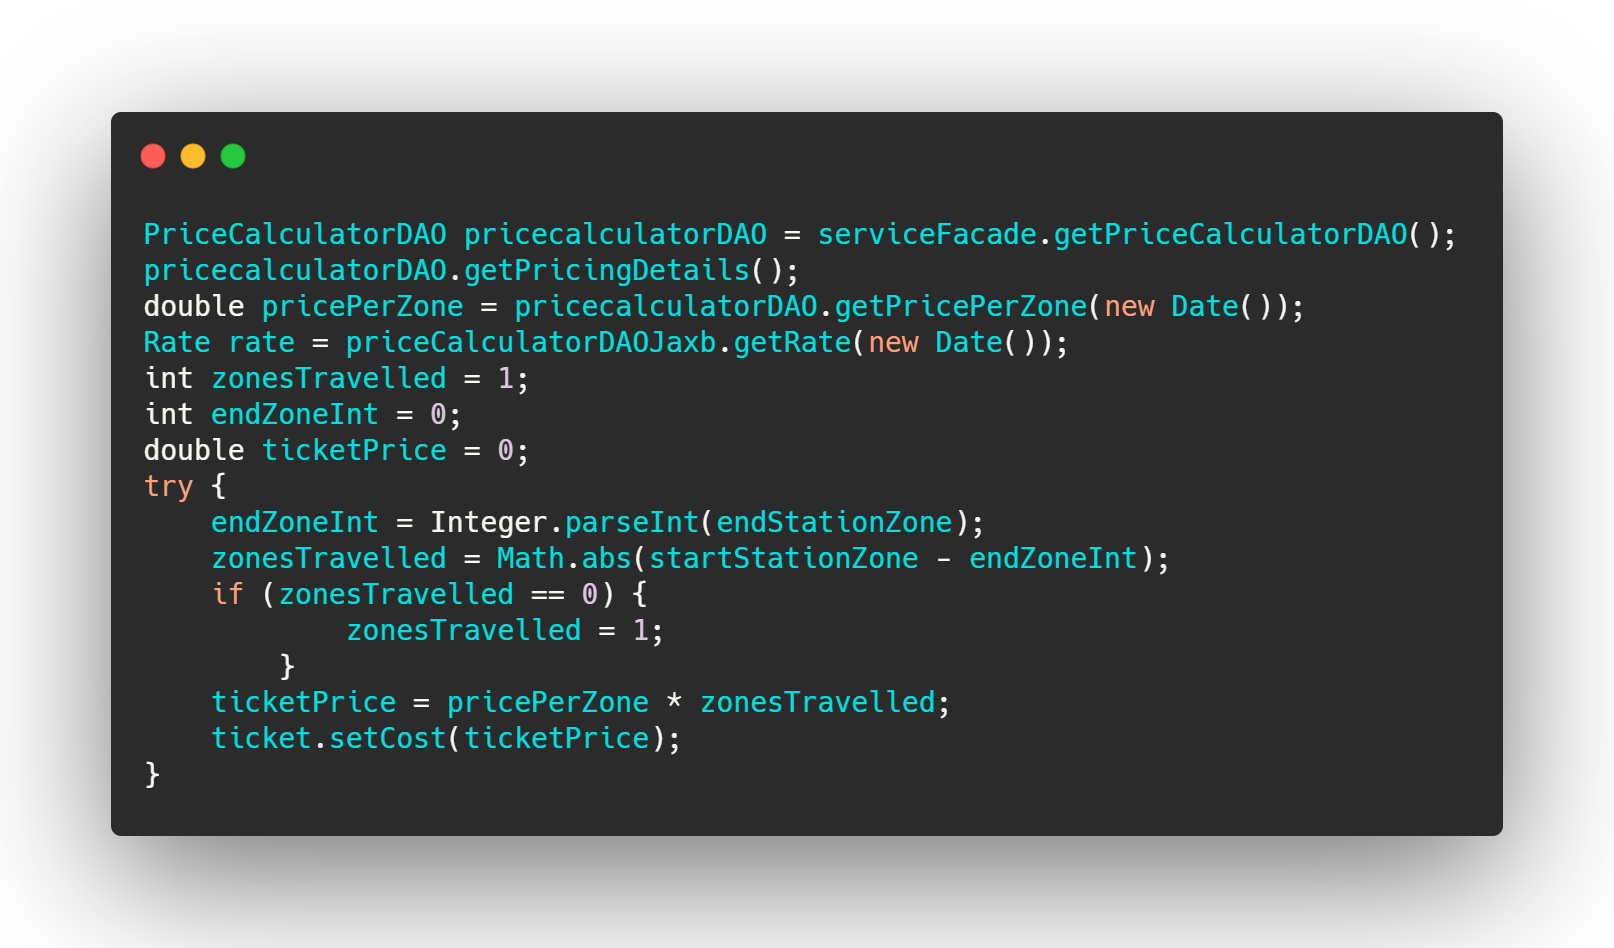 PriceCalculatorDAO pricecalculatorDAO = serviceFacade.getPriceCalculatorDAO();
pricecalculatorDAO.getPricingDetails();
double pricePerZone = pricecalculatorDAO.getPricePerZone(new Date());
Rate rate = priceCalculatorDAOJaxb.getRate(new Date());
int zonesTravelled = 1;
int endZoneInt = 0;
double ticketPrice = 0;
try {
    endZoneInt = Integer.parseInt(endStationZone);
    zonesTravelled = Math.abs(startStationZone - endZoneInt);
    if (zonesTravelled == 0) {
            zonesTravelled = 1;
        }
    ticketPrice = pricePerZone * zonesTravelled;
    ticket.setCost(ticketPrice);
}